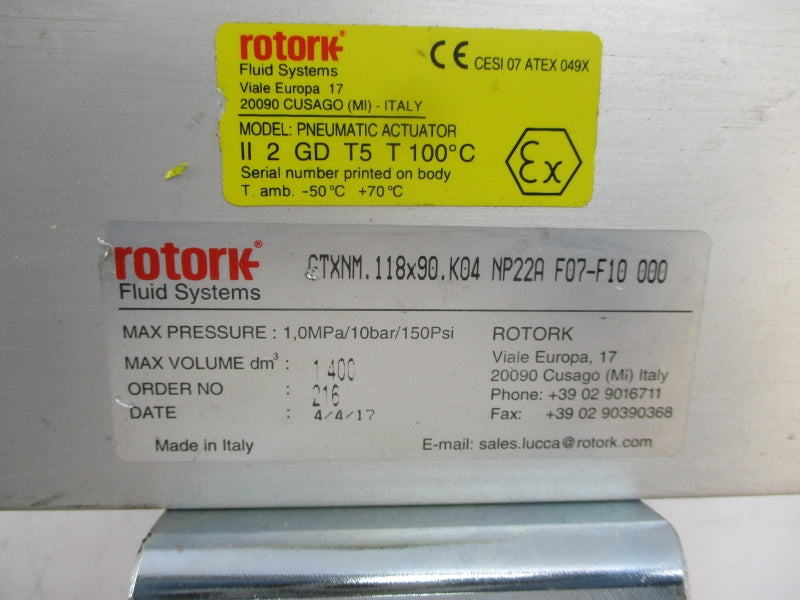 rotork®
Fluid Systems
Viale Europa 17
20090 CUSAGO (MI) - ITALY
CE CESI 07 ATEX 049X
MODEL: PNEUMATIC ACTUATOR
II 2 GD T5 T 100°C
Serial number printed on body
T. amb. -50°C +70°C
Ex
rotork®
Fluid Systems
GTXNM.118x90.K04 NP22A F07-F10 000
MAX PRESSURE : 1,0MPa/10bar/150Psi
MAX VOLUME dm³ : 1400
ORDER NO : 216
DATE : 4/4/17
Made in Italy
ROTORK
Viale Europa, 17
20090 Cusago (Mi) Italy
Phone: +39 02 9016711
Fax: +39 02 90390368
E-mail: sales.lucca@rotork.com